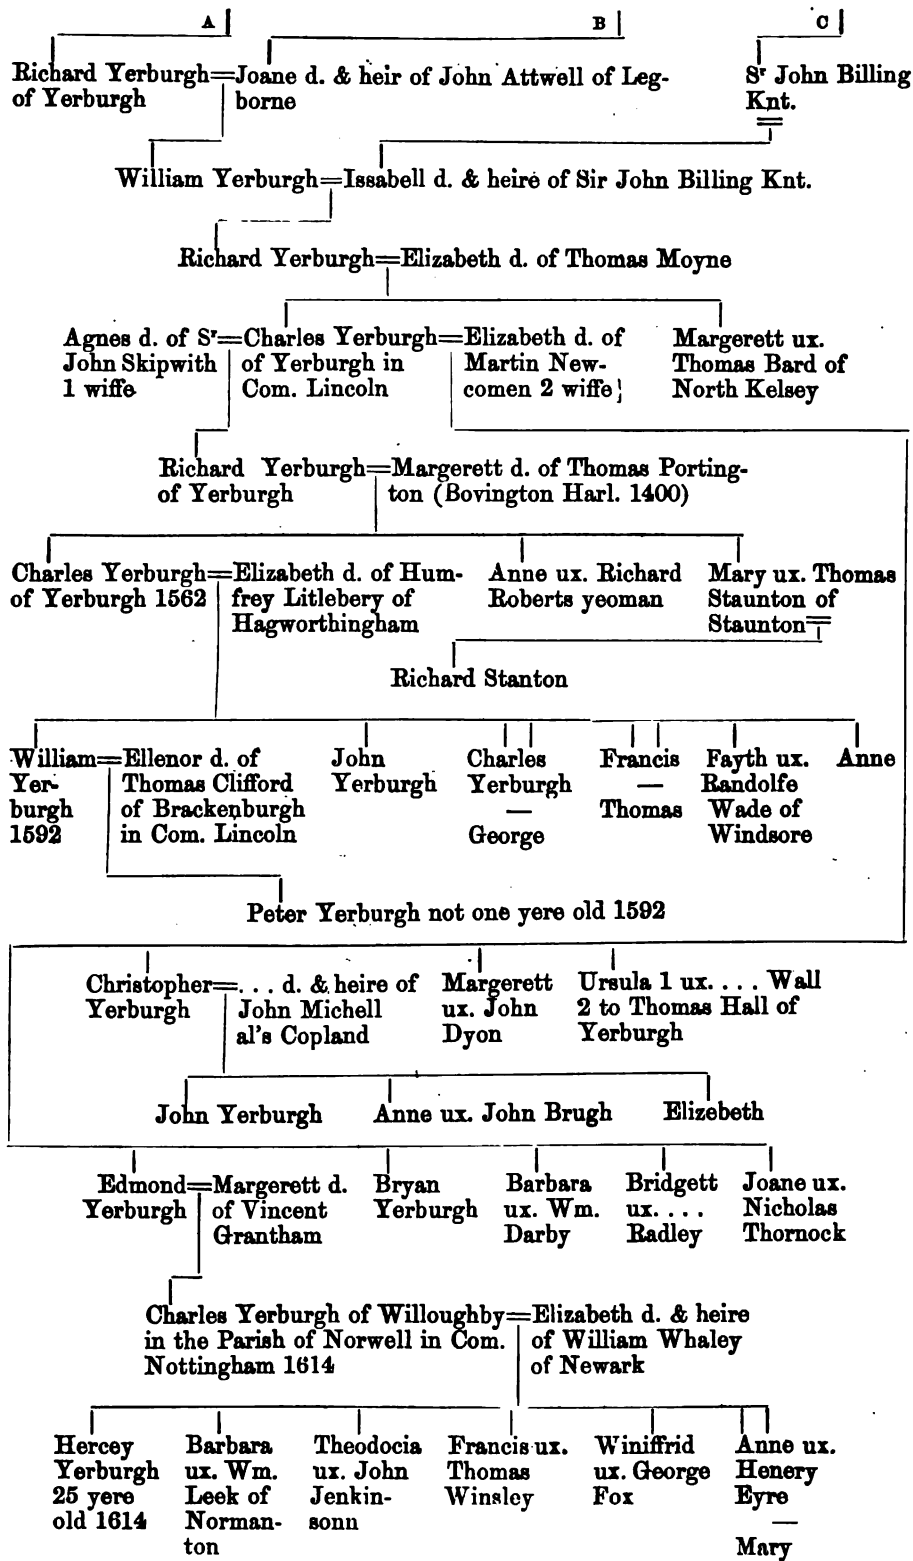 A B C
Richard Yerburgh=Joane d. & heir of John Attwell of Leg-
of Yerburgh borne
Sr John Billing
Knt.
William Yerburgh=Issabell d. & heire of Sir John Billing Knt.
Richard Yerburgh=Elizabeth d. of Thomas Moyne
Agnes d. of Sr=
John Skipwith
1 wiffe
Charles Yerburgh=
of Yerburgh in
Com. Lincoln
Elizabeth d. of
Martin New-
comen 2 wiffe
Margerett ux.
Thomas Bard of
North Kelsey
Richard Yerburgh=
of Yerburgh
Margerett d. of Thomas Porting-
ton (Bovington Harl. 1400)
Charles Yerburgh=
of Yerburgh 1562
Elizabeth d. of Hum-
frey Litlebery of
Hagworthingham
Anne ux. Richard
Roberts yeoman
Mary ux. Thomas
Staunton of
Staunton=
Richard Stanton
William=
Yer-
burgh
1592
Ellenor d. of
Thomas Clifford
of Brackenburgh
in Com. Lincoln
John
Yerburgh
Charles
Yerburgh
—
George
Francis
—
Thomas
Fayth ux.
Randolfe
Wade of
Windsore
Anne
Peter Yerburgh not one yere old 1592
Christopher=
Yerburgh
... d. & heire of
John Michell
al's Copland
Margerett
ux. John
Dyon
Ursula 1 ux.... Wall
2 to Thomas Hall of
Yerburgh
John Yerburgh
Anne ux. John Brugh
Elizebeth
Edmond=
Yerburgh
Margerett d.
of Vincent
Grantham
Bryan
Yerburgh
Barbara
ux. Wm.
Darby
Bridgett
ux....
Radley
Joane ux.
Nicholas
Thornock
Charles Yerburgh of Willoughby=
in the Parish of Norwell in Com.
Nottingham 1614
Elizabeth d. & heire
of William Whaley
of Newark
Hercey
Yerburgh
25 yere
old 1614
Barbara
ux. Wm.
Leek of
Norman-
ton
Theodocia
ux. John
Jenkin-
sonn
Francis ux.
Thomas
Winsley
Winiffrid
ux. George
Fox
Anne ux.
Henery
Eyre
—
Mary